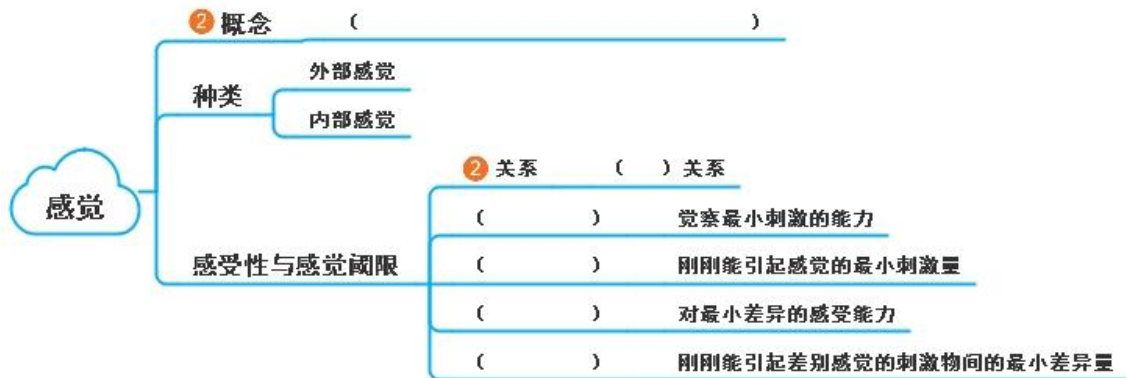 2 概念 （ ）
种类
外部感觉
内部感觉
感觉
感受性与感觉阈限
2 关系 （ ）关系
（ ） 觉察最小刺激的能力
（ ） 刚刚能引起感觉的最小刺激量
（ ） 对最小差异的感受能力
（ ） 刚刚能引起差别感觉的刺激物间的最小差异量